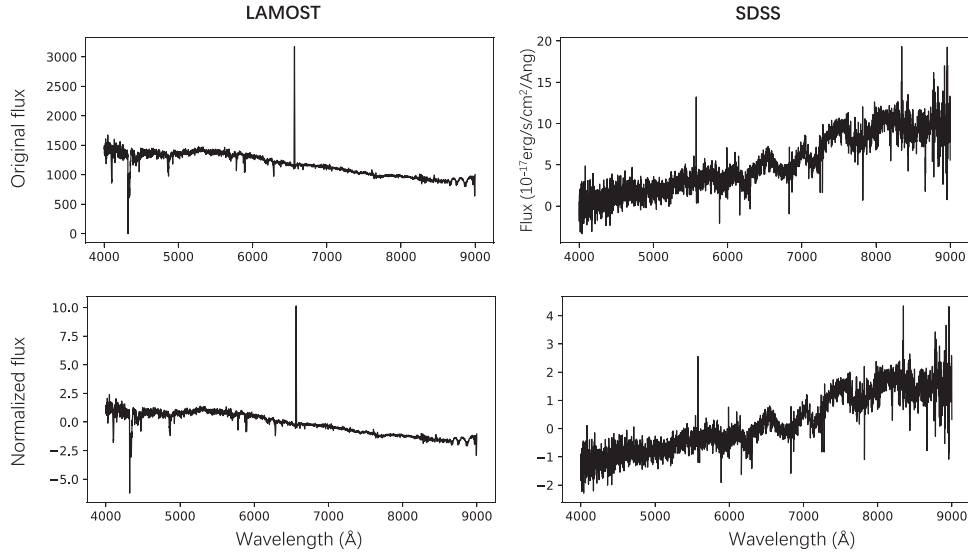 LAMOST
SDSS
Original flux
3000
2500
2000
1500
1000
500
0
4000 5000 6000 7000 8000 9000
Flux (10⁻¹⁷erg/s/cm²/Ang)
20
15
10
5
0
4000 5000 6000 7000 8000 9000
Normalized flux
10.0
7.5
5.0
2.5
0.0
−2.5
−5.0
4000 5000 6000 7000 8000 9000
Wavelength (Å)
4
3
2
1
0
−1
−2
4000 5000 6000 7000 8000 9000
Wavelength (Å)